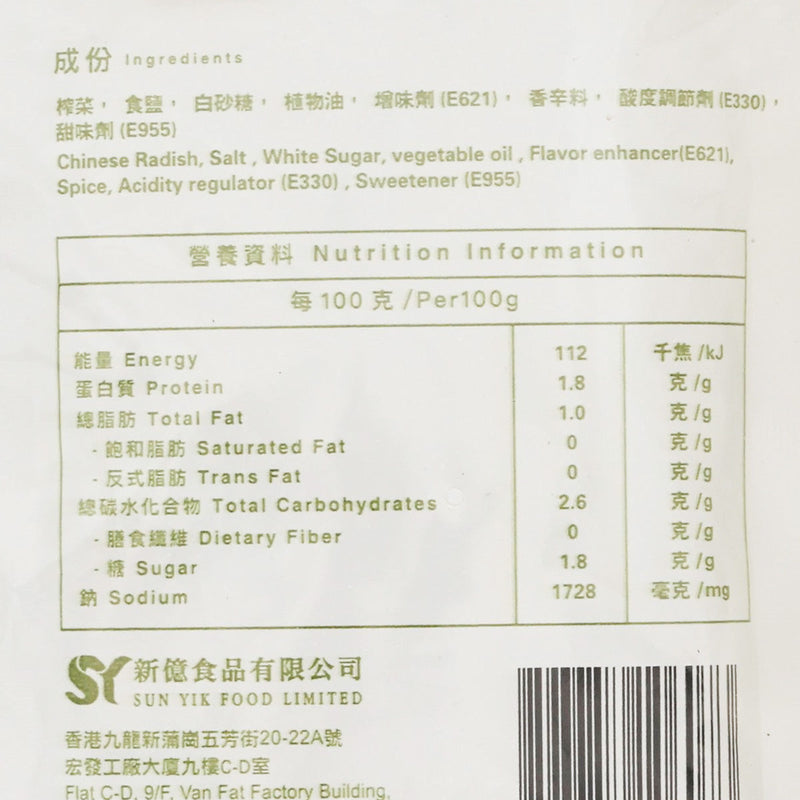 成份 Ingredients
榨菜, 食鹽, 白砂糖, 植物油, 增味劑 (E621), 香辛料, 酸度調節劑 (E330),
甜味劑 (E955)
Chinese Radish, Salt , White Sugar, vegetable oil , Flavor enhancer(E621),
Spice, Acidity regulator (E330) , Sweetener (E955)
營養資料 Nutrition Information
每100克/Per100g
能量 Energy 112 千焦/kJ
蛋白質 Protein 1.8 克/g
總脂肪 Total Fat 1.0 克/g
- 飽和脂肪 Saturated Fat 0 克/g
- 反式脂肪 Trans Fat 0 克/g
總碳水化合物 Total Carbohydrates 2.6 克/g
- 膳食纖維 Dietary Fiber 0 克/g
- 糖 Sugar 1.8 克/g
鈉 Sodium 1728 毫克/mg
SY 新億食品有限公司
SUN YIK FOOD LIMITED
香港九龍新蒲崗五芳街20-22A號
宏發工廠大廈九樓C-D室
Flat C-D, 9/F, Van Fat Factory Building,